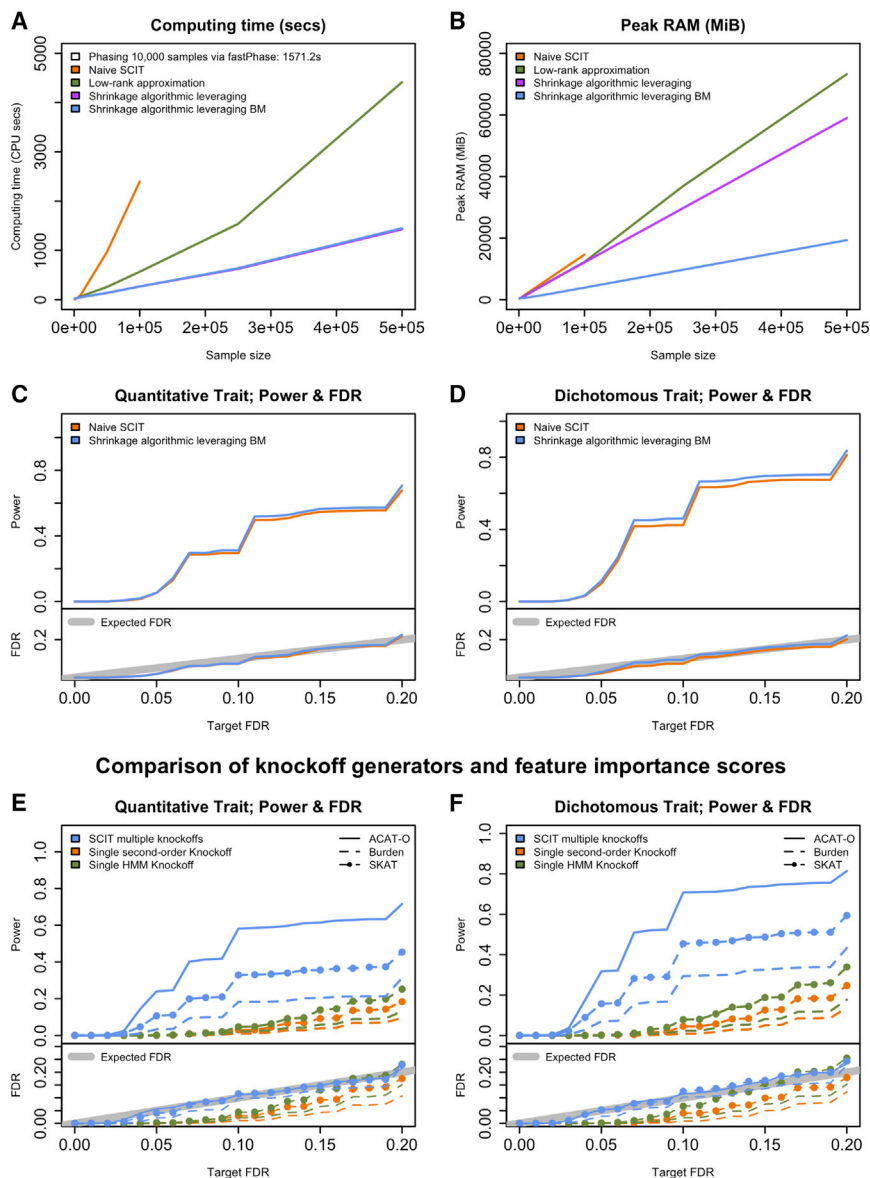 A
Computing time (secs)
Phasing 10,000 samples via fastPhase: 1571.2s
Naive SCIT
Low-rank approximation
Shrinkage algorithmic leveraging
Shrinkage algorithmic leveraging BM
Computing time (CPU secs)
5000
3000
1000
0
0e+00 1e+05 2e+05 3e+05 4e+05 5e+05
Sample size
B
Peak RAM (MiB)
Naive SCIT
Low-rank approximation
Shrinkage algorithmic leveraging
Shrinkage algorithmic leveraging BM
Peak RAM (MiB)
80000
60000
40000
20000
0
0e+00 1e+05 2e+05 3e+05 4e+05 5e+05
Sample size
C
Quantitative Trait; Power & FDR
Naive SCIT
Shrinkage algorithmic leveraging BM
Power
0.8
0.4
0.0
Expected FDR
FDR
0.2
0.00 0.05 0.10 0.15 0.20
Target FDR
D
Dichotomous Trait; Power & FDR
Naive SCIT
Shrinkage algorithmic leveraging BM
Power
0.8
0.4
0.0
Expected FDR
FDR
0.2
0.00 0.05 0.10 0.15 0.20
Target FDR
Comparison of knockoff generators and feature importance scores
E
Quantitative Trait; Power & FDR
SCIT multiple knockoffs
Single second-order Knockoff
Single HMM Knockoff
ACAT-O
Burden
SKAT
Power
1.0
0.8
0.6
0.4
0.2
0.0
Expected FDR
FDR
0.20
0.00
0.00 0.05 0.10 0.15 0.20
Target FDR
F
Dichotomous Trait; Power & FDR
SCIT multiple knockoffs
Single second-order Knockoff
Single HMM Knockoff
ACAT-O
Burden
SKAT
Power
1.0
0.8
0.6
0.4
0.2
0.0
Expected FDR
FDR
0.20
0.00
0.00 0.05 0.10 0.15 0.20
Target FDR